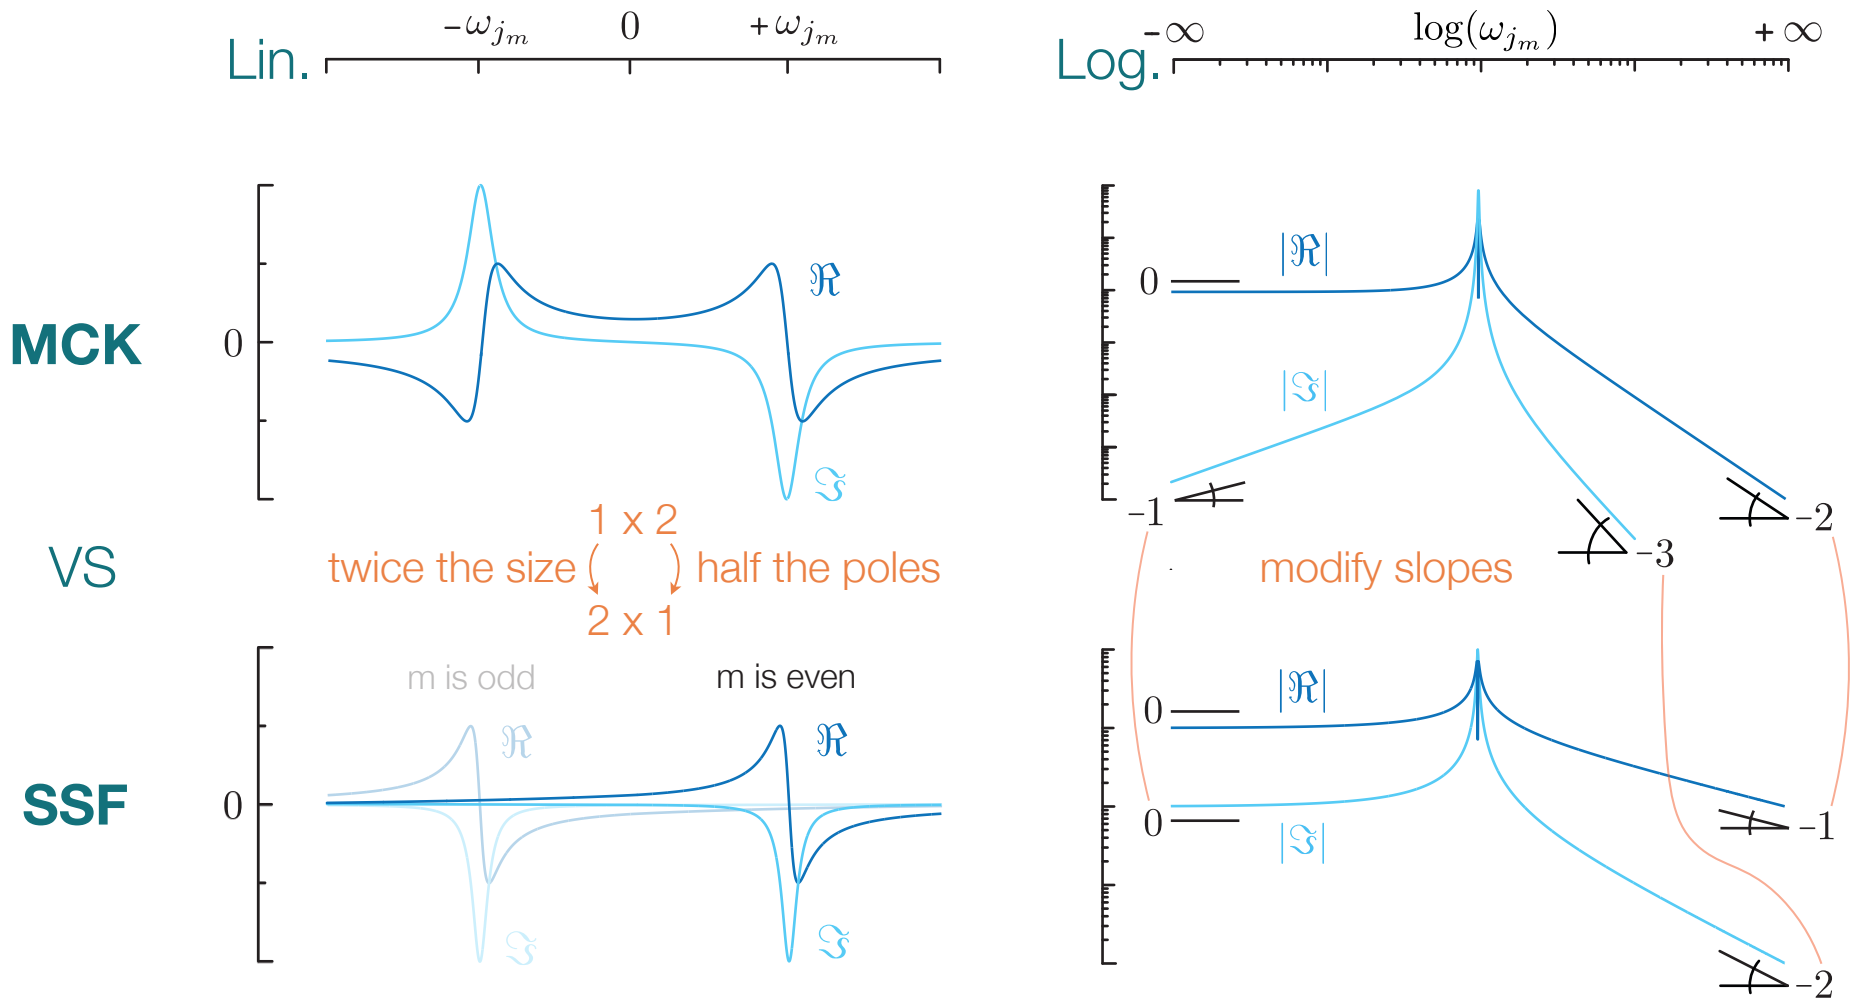 Lin.
−ω_{j_m} 0 +ω_{j_m}
Log.
-∞ log(ω_{j_m}) +∞
MCK
0
ℜ
ℑ
0
|ℜ|
|ℑ|
−1
−3
−2
VS
1 x 2
twice the size
half the poles
2 x 1
modify slopes
SSF
m is odd
m is even
0
ℜ
ℑ
ℜ
ℑ
0
|ℜ|
0
|ℑ|
−1
−2